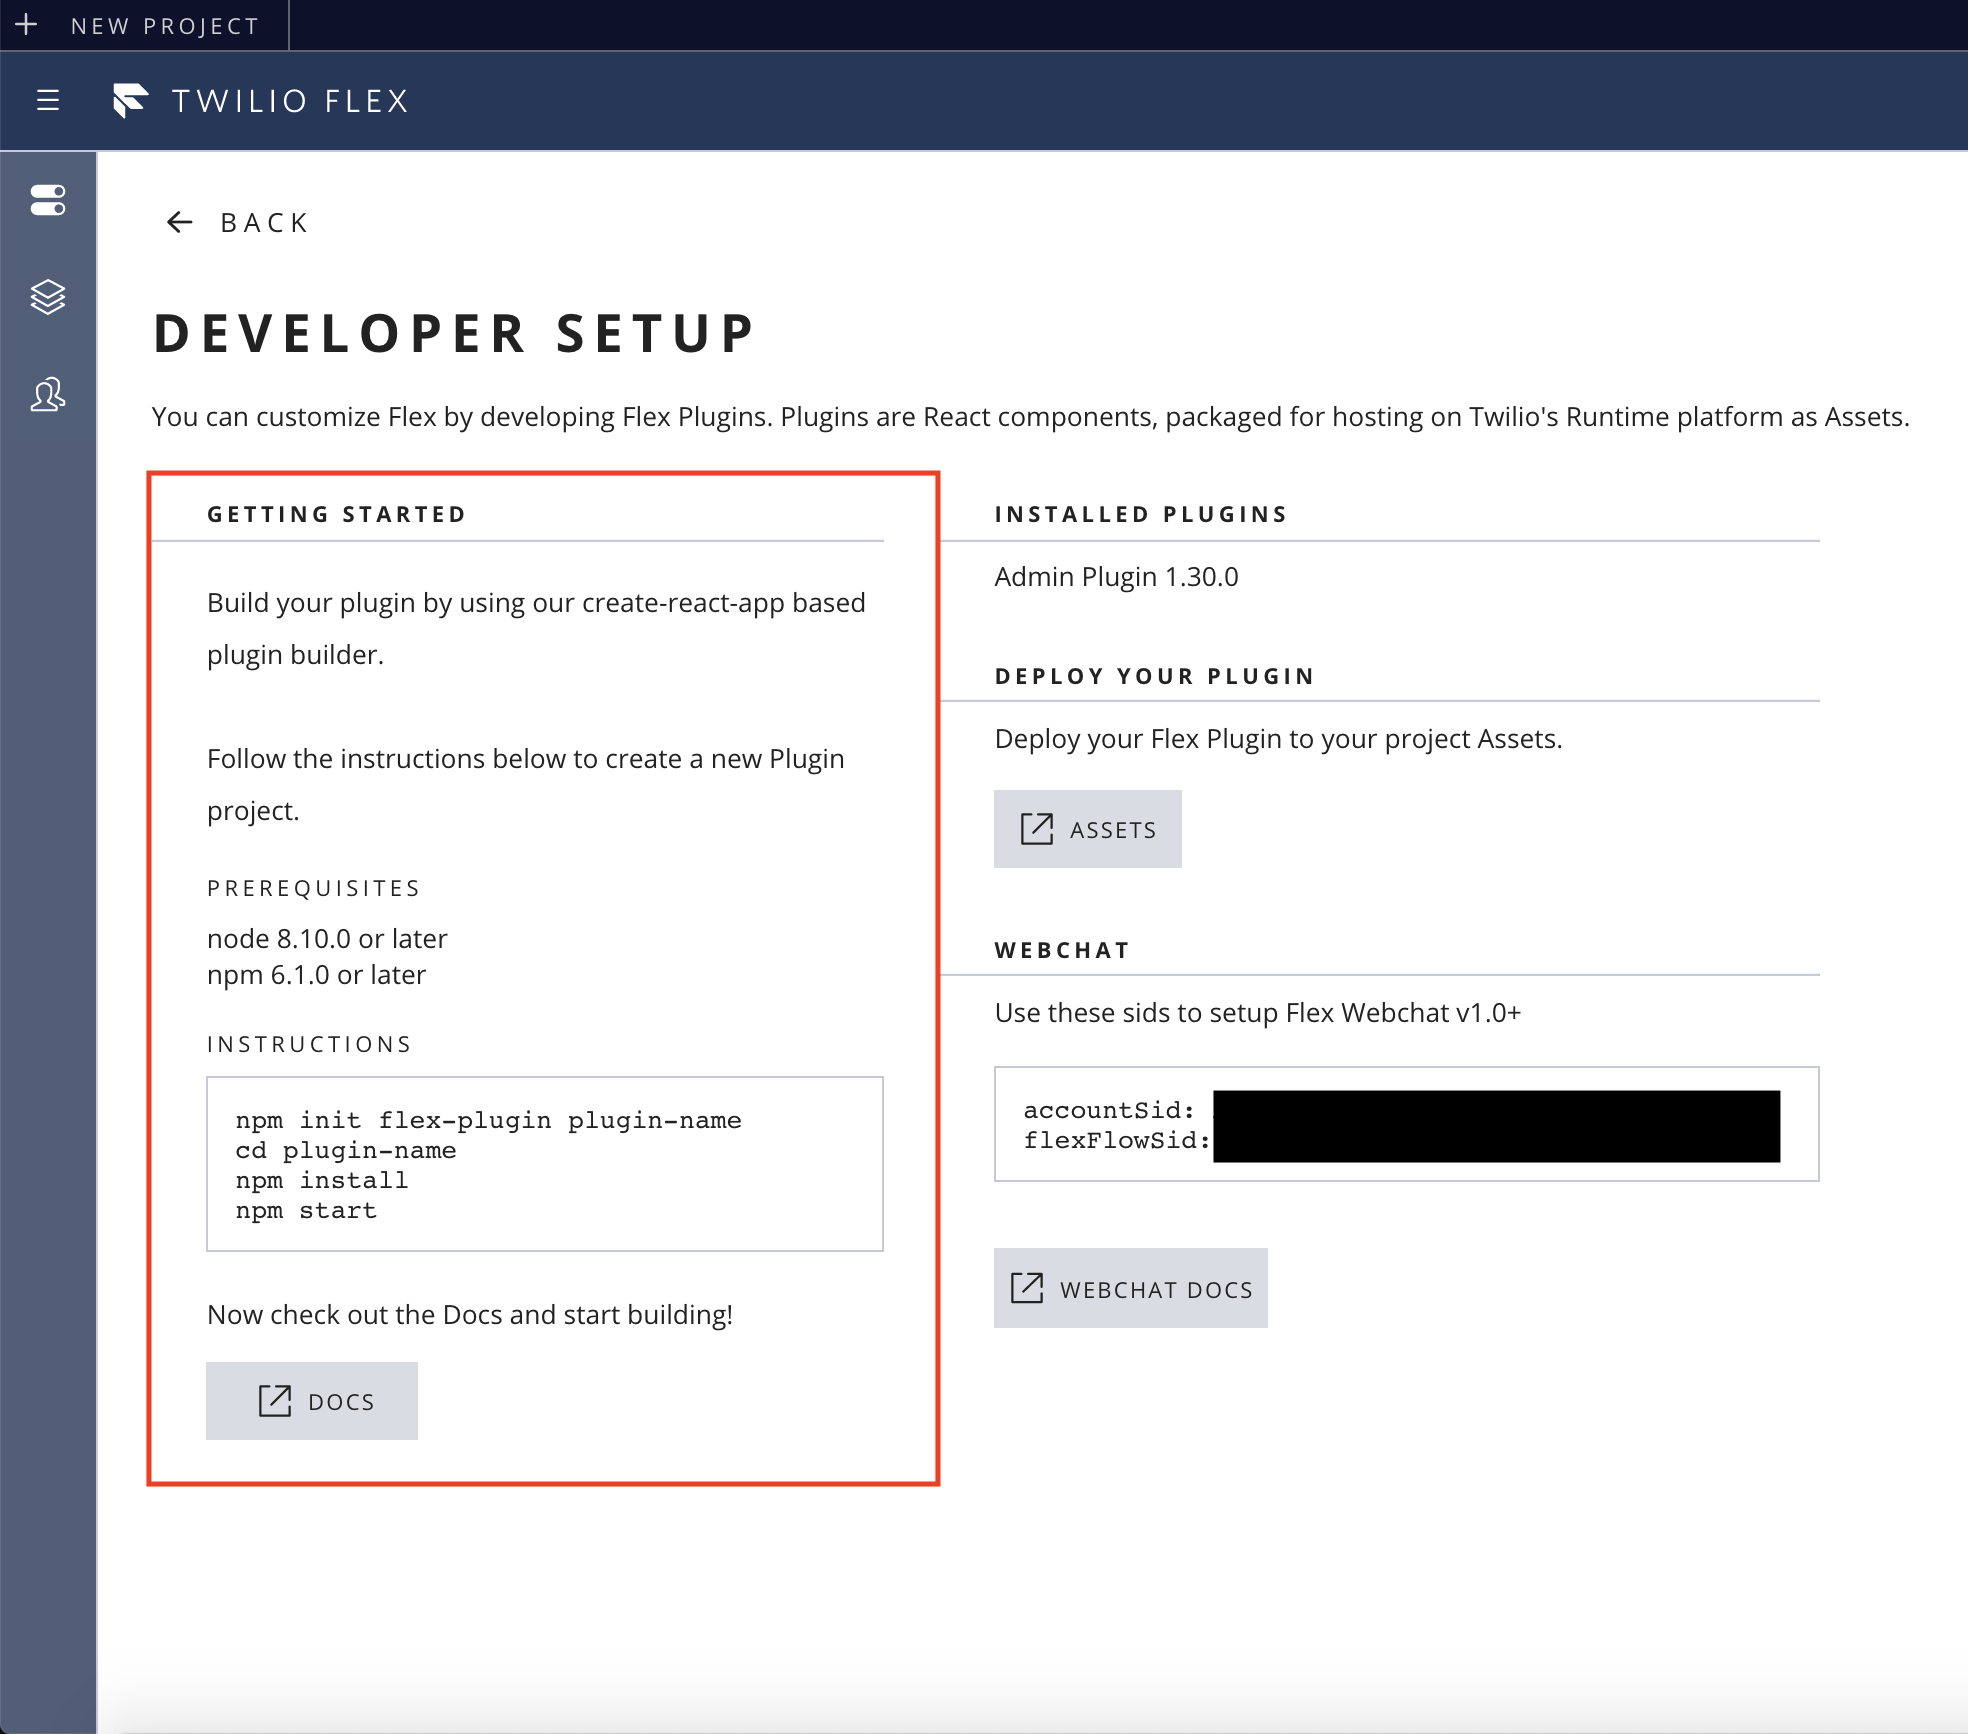 NEW PROJECT
TWILIO FLEX
BACK
DEVELOPER SETUP
You can customize Flex by developing Flex Plugins. Plugins are React components, packaged for hosting on Twilio's Runtime platform as Assets.
GETTING STARTED
Build your plugin by using our create-react-app based
plugin builder.
Follow the instructions below to create a new Plugin
project.
PREREQUISITES
node 8.10.0 or later
npm 6.1.0 or later
INSTRUCTIONS
npm init flex-plugin plugin-name
cd plugin-name
npm install
npm start
Now check out the Docs and start building!
DOCS
INSTALLED PLUGINS
Admin Plugin 1.30.0
DEPLOY YOUR PLUGIN
Deploy your Flex Plugin to your project Assets.
ASSETS
WEBCHAT
Use these sids to setup Flex Webchat v1.0+
accountSid:
flexFlowSid:
WEBCHAT DOCS